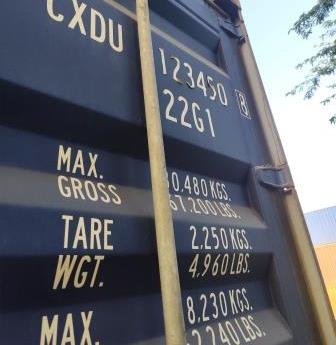 CXDU 123450 8
22G1
MAX. 0.480 KGS.
GROSS 67.200 LBS.
TARE 2.250 KGS.
WGT. 4.960 LBS.
MAX. 8.230 KGS.
2.240 LBS.